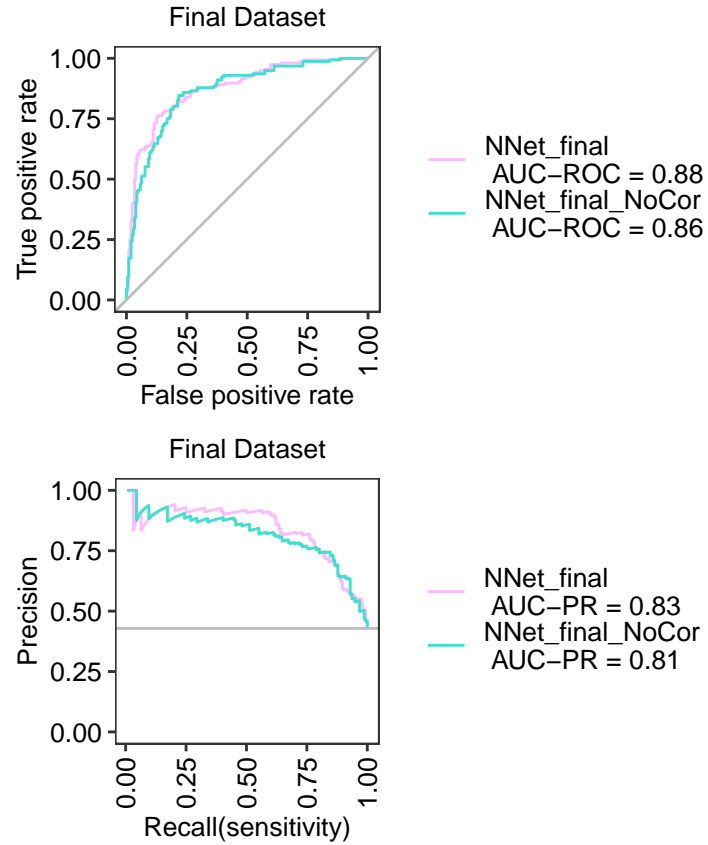 Final Dataset
1.00
0.75
0.50
0.25
0.00
True positive rate
0.00
0.25
0.50
0.75
1.00
False positive rate
NNet_final
AUC−ROC = 0.88
NNet_final_NoCor
AUC−ROC = 0.86
Final Dataset
1.00
0.75
0.50
0.25
0.00
Precision
0.00
0.25
0.50
0.75
1.00
Recall(sensitivity)
NNet_final
AUC−PR = 0.83
NNet_final_NoCor
AUC−PR = 0.81